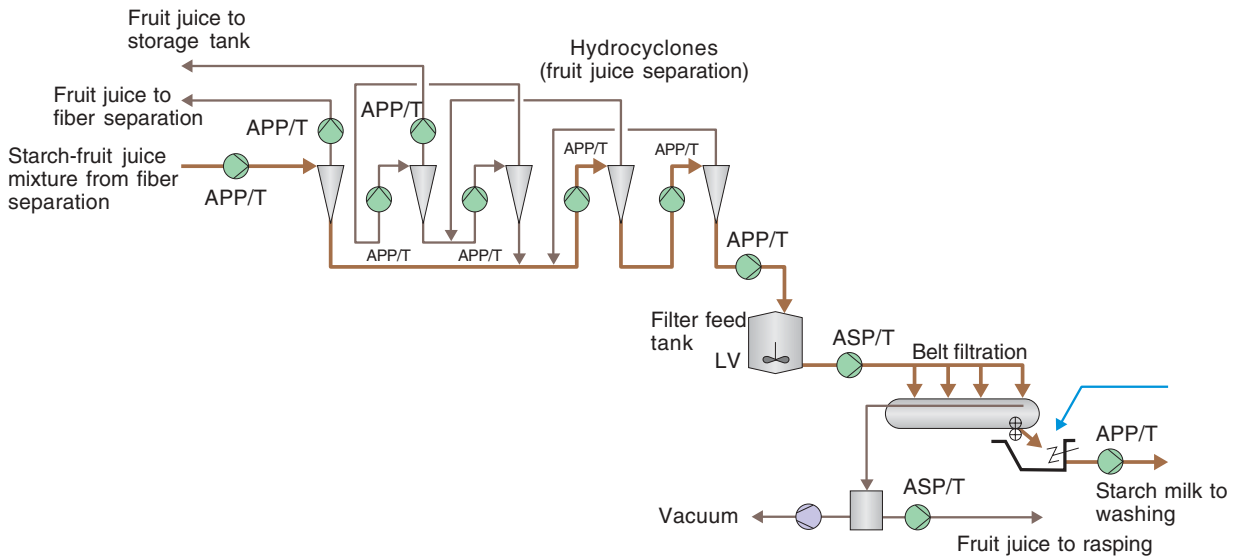 Fruit juice to
storage tank
Hydrocyclones
(fruit juice separation)
Fruit juice to
fiber separation
APP/T
APP/T
Starch-fruit juice
mixture from fiber
separation
APP/T
APP/T
APP/T
APP/T
APP/T
APP/T
Filter feed
tank
LV
ASP/T
Belt filtration
APP/T
Starch milk to
washing
ASP/T
Vacuum
Fruit juice to rasping